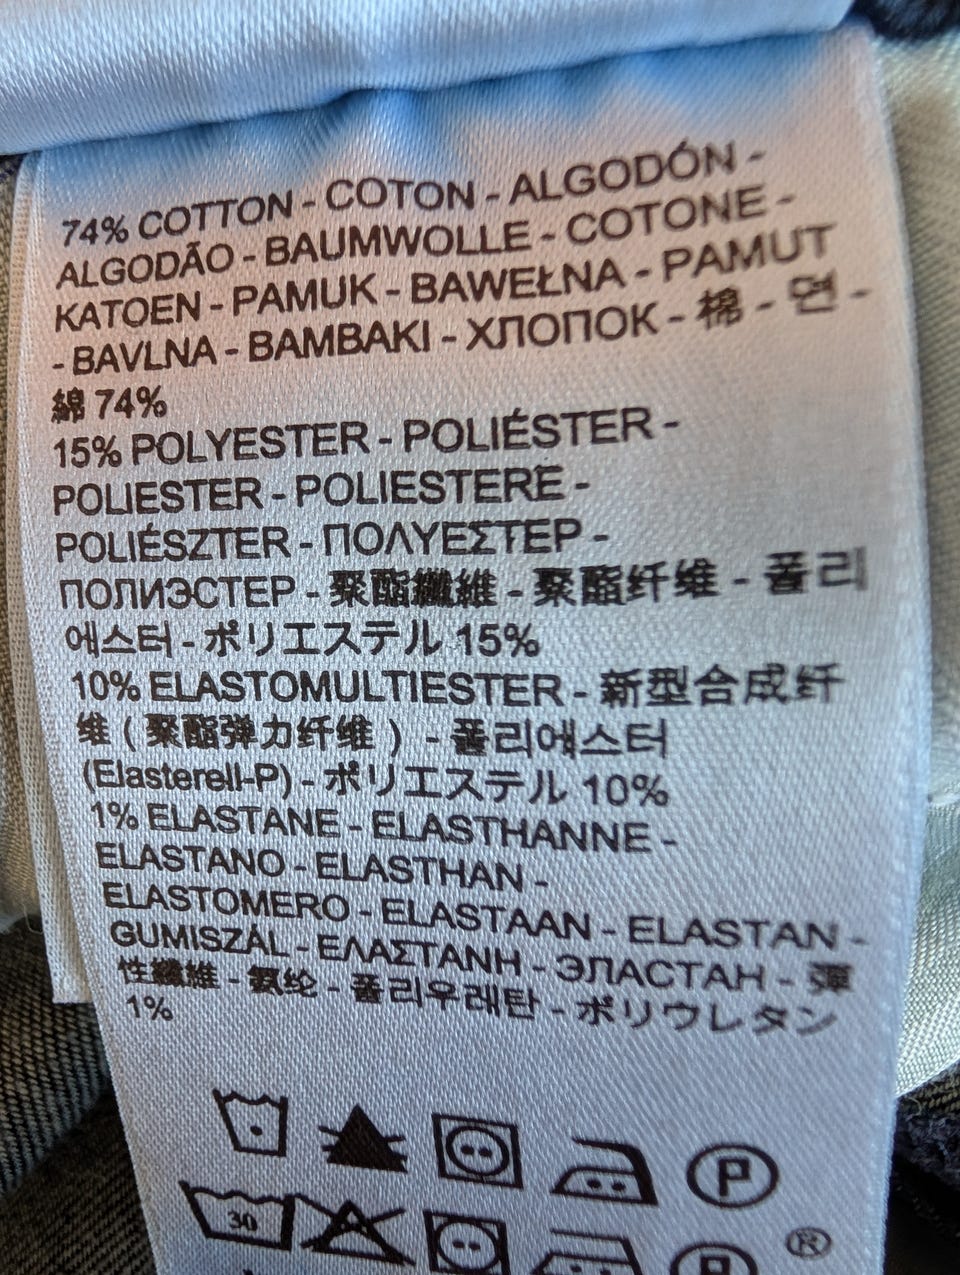 74% COTTON - COTON - ALGODÓN -
ALGODÃO - BAUMWOLLE - COTONE -
KATOEN - PAMUK - BAWEŁNA - PAMUT
- BAVLNA - BAMBAKI - ХЛОПОК - 棉 - 면 -
綿 74%
15% POLYESTER - POLIÉSTER -
POLIESTER - POLIESTERE -
POLIÉSZTER - ΠΟΛΥΕΣΤΕΡ -
ПОЛИЭСТЕР - 聚酯纖維 - 聚酯纤维 - 폴리
에스터 - ポリエステル 15%
10% ELASTOMULTIESTER - 新型合成纤
维 ( 聚酯弹力纤维 ) - 폴리에스터
(Elasterell-P) - ポリエステル 10%
1% ELASTANE - ELASTHANNE -
ELASTANO - ELASTHAN -
ELASTOMERO - ELASTAAN - ELASTAN -
GUMISZÁL - ΕΛΑΣΤΑΝΗ - ЭЛАСТАН - 彈
性纖維 - 氨纶 - 폴리우레탄 - ポリウレタン
1%
P
30
P ®